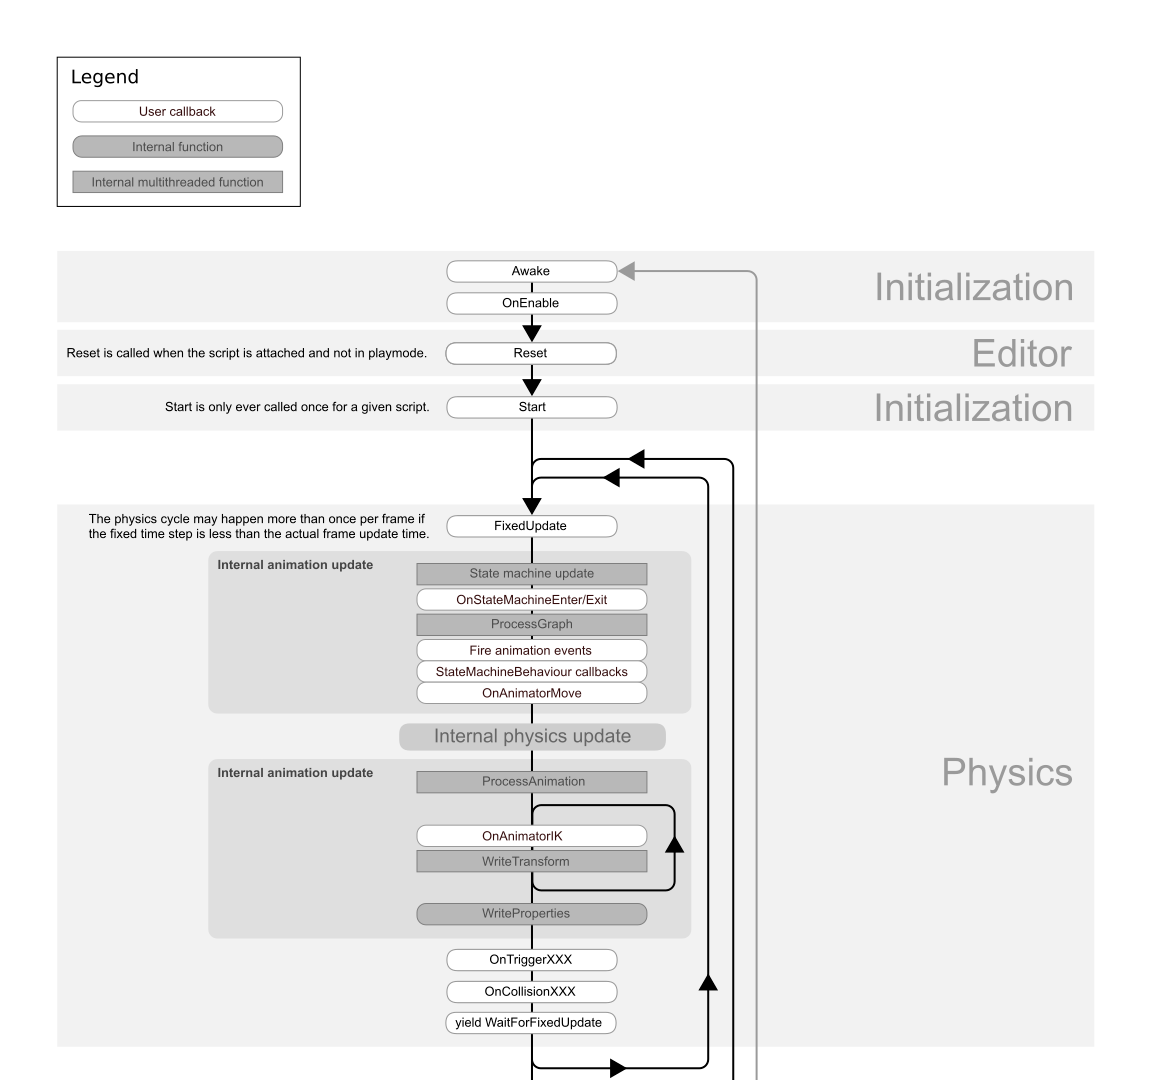 Legend
User callback
Internal function
Internal multithreaded function
Awake
Initialization
OnEnable
Reset is called when the script is attached and not in playmode.
Reset
Editor
Start is only ever called once for a given script.
Start
Initialization
The physics cycle may happen more than once per frame if
the fixed time step is less than the actual frame update time.
FixedUpdate
Internal animation update
State machine update
OnStateMachineEnter/Exit
ProcessGraph
Fire animation events
StateMachineBehaviour callbacks
OnAnimatorMove
Internal physics update
Physics
Internal animation update
ProcessAnimation
OnAnimatorIK
WriteTransform
WriteProperties
OnTriggerXXX
OnCollisionXXX
yield WaitForFixedUpdate